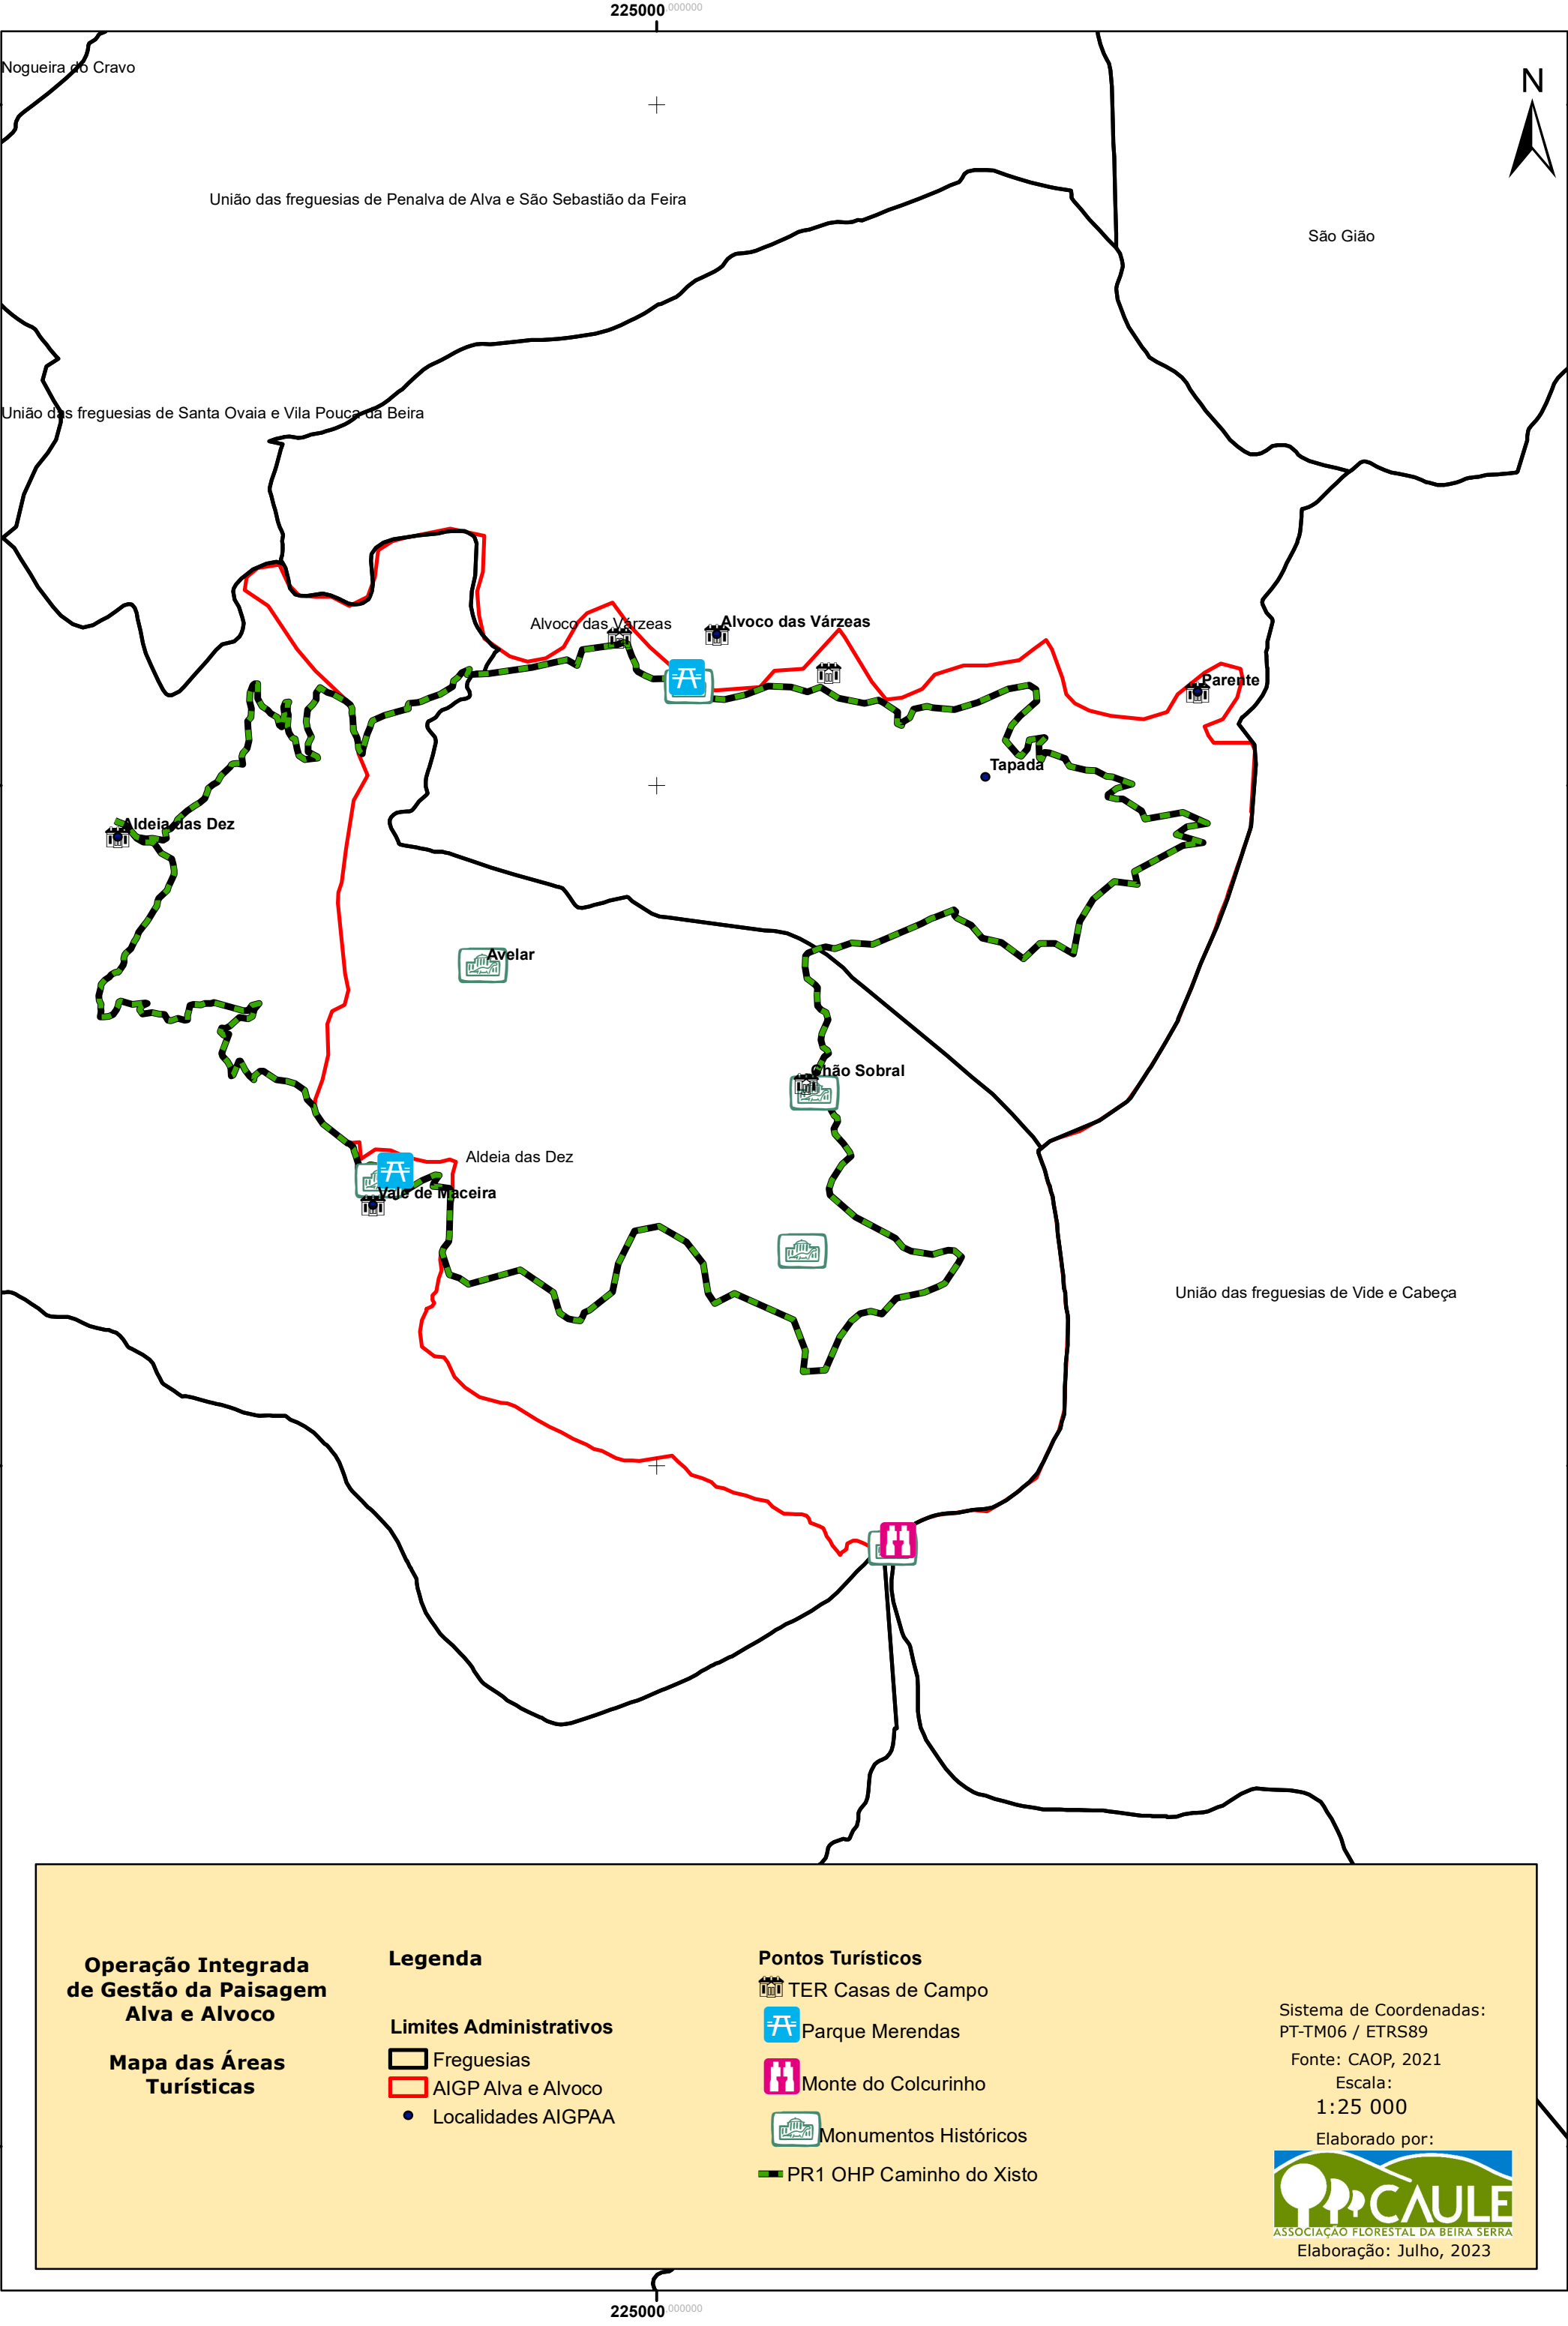 225000.000000
Nogueira do Cravo
N
União das freguesias de Penalva de Alva e São Sebastião da Feira
São Gião
União das freguesias de Santa Ovaia e Vila Pouca da Beira
Alvoco das Várzeas
Alvoco das Várzeas
Parente
Tapada
Aldeia das Dez
Avelar
Chão Sobral
Aldeia das Dez
Vale de Maceira
União das freguesias de Vide e Cabeça
Operação Integrada
de Gestão da Paisagem
Alva e Alvoco
Mapa das Áreas
Turísticas
Legenda
Limites Administrativos
Freguesias
AIGP Alva e Alvoco
Localidades AIGPAA
Pontos Turísticos
TER Casas de Campo
Parque Merendas
Monte do Colcurinho
Monumentos Históricos
PR1 OHP Caminho do Xisto
Sistema de Coordenadas:
PT-TM06 / ETRS89
Fonte: CAOP, 2021
Escala:
1:25 000
Elaborado por:
CAULE
ASSOCIAÇÃO FLORESTAL DA BEIRA SERRA
Elaboração: Julho, 2023
225000.000000